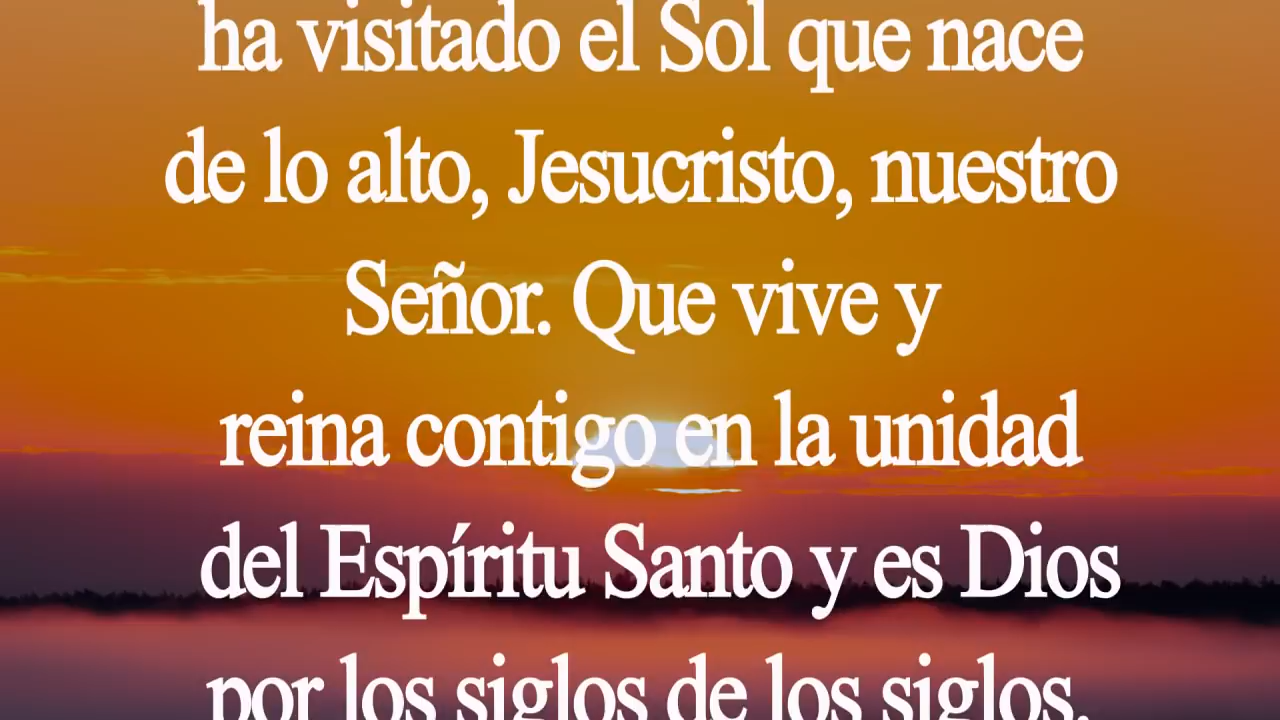 ha visitado el Sol que nace
de lo alto, Jesucristo, nuestro
Señor. Que vive y
reina contigo en la unidad
del Espíritu Santo y es Dios
por los siglos de los siglos.